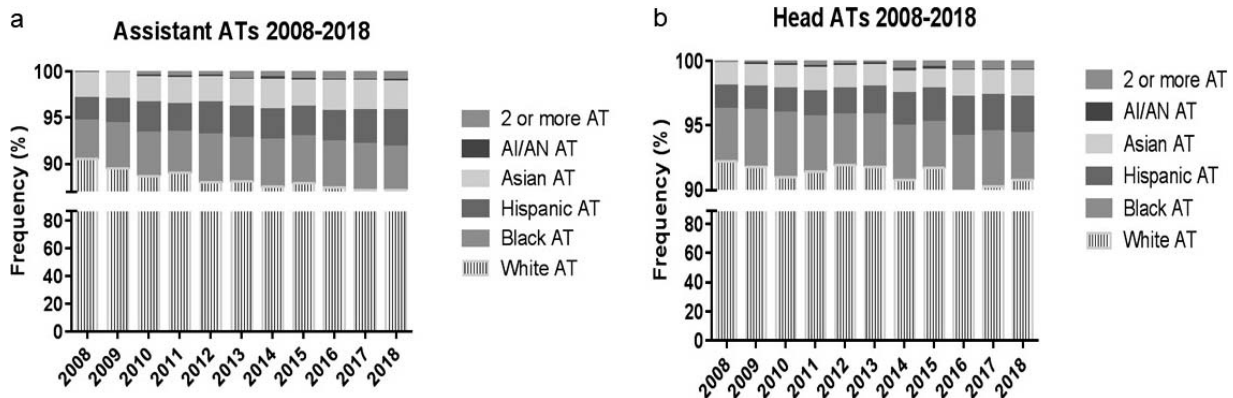 a
Assistant ATs 2008-2018
Frequency (%)
100
95
90
80
60
40
20
0
2008
2009
2010
2011
2012
2013
2014
2015
2016
2017
2018
2 or more AT
AI/AN AT
Asian AT
Hispanic AT
Black AT
White AT
b
Head ATs 2008-2018
Frequency (%)
100
95
90
80
60
40
20
0
2008
2009
2010
2011
2012
2013
2014
2015
2016
2017
2018
2 or more AT
AI/AN AT
Asian AT
Hispanic AT
Black AT
White AT